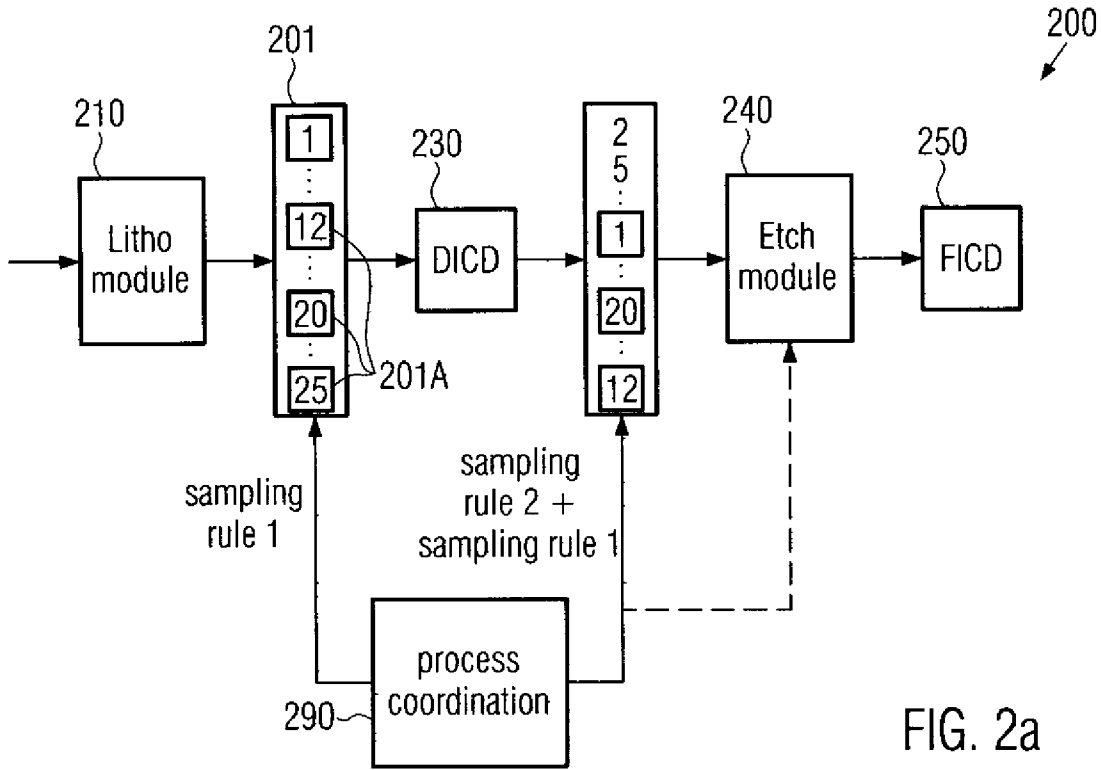 200
201
210
Litho
module
1
12
20
25
201A
230
DICD
2
5
1
20
12
240
Etch
module
250
FICD
sampling
rule 1
sampling
rule 2 +
sampling rule 1
process
coordination
290
FIG. 2a